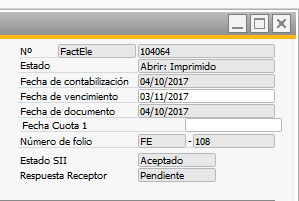 Nº FactEle 104064
Estado Abrir: Imprimido
Fecha de contabilización 04/10/2017
Fecha de vencimiento 03/11/2017
Fecha de documento 04/10/2017
Fecha Cuota 1
Número de folio FE - 108
Estado SII Aceptado
Respuesta Receptor Pendiente